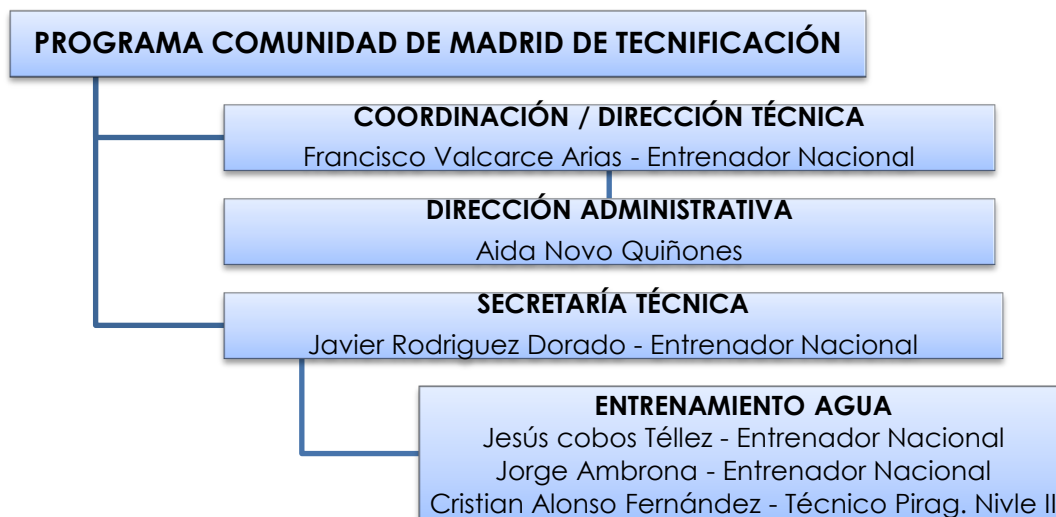 PROGRAMA COMUNIDAD DE MADRID DE TECNIFICACIÓN
COORDINACIÓN / DIRECCIÓN TÉCNICA
Francisco Valcarce Arias - Entrenador Nacional
DIRECCIÓN ADMINISTRATIVA
Aida Novo Quiñones
SECRETARÍA TÉCNICA
Javier Rodriguez Dorado - Entrenador Nacional
ENTRENAMIENTO AGUA
Jesús cobos Téllez - Entrenador Nacional
Jorge Ambrona - Entrenador Nacional
Cristian Alonso Fernández - Técnico Pirag. Nivle II